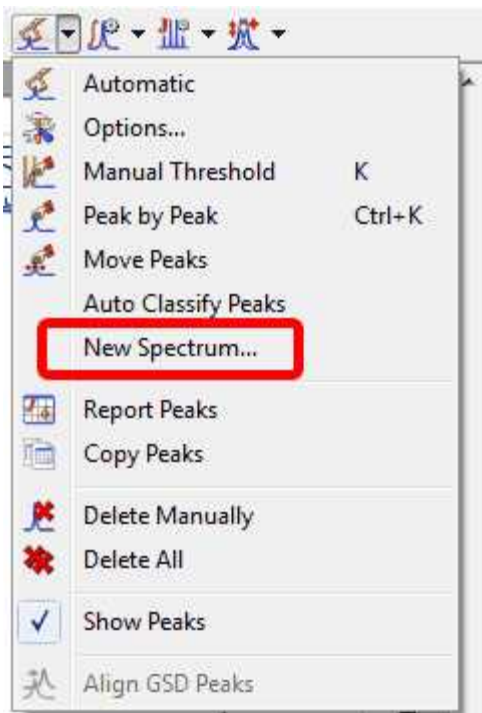 Automatic
Options...
Manual Threshold K
Peak by Peak Ctrl+K
Move Peaks
Auto Classify Peaks
New Spectrum...
Report Peaks
Copy Peaks
Delete Manually
Delete All
Show Peaks
Align GSD Peaks